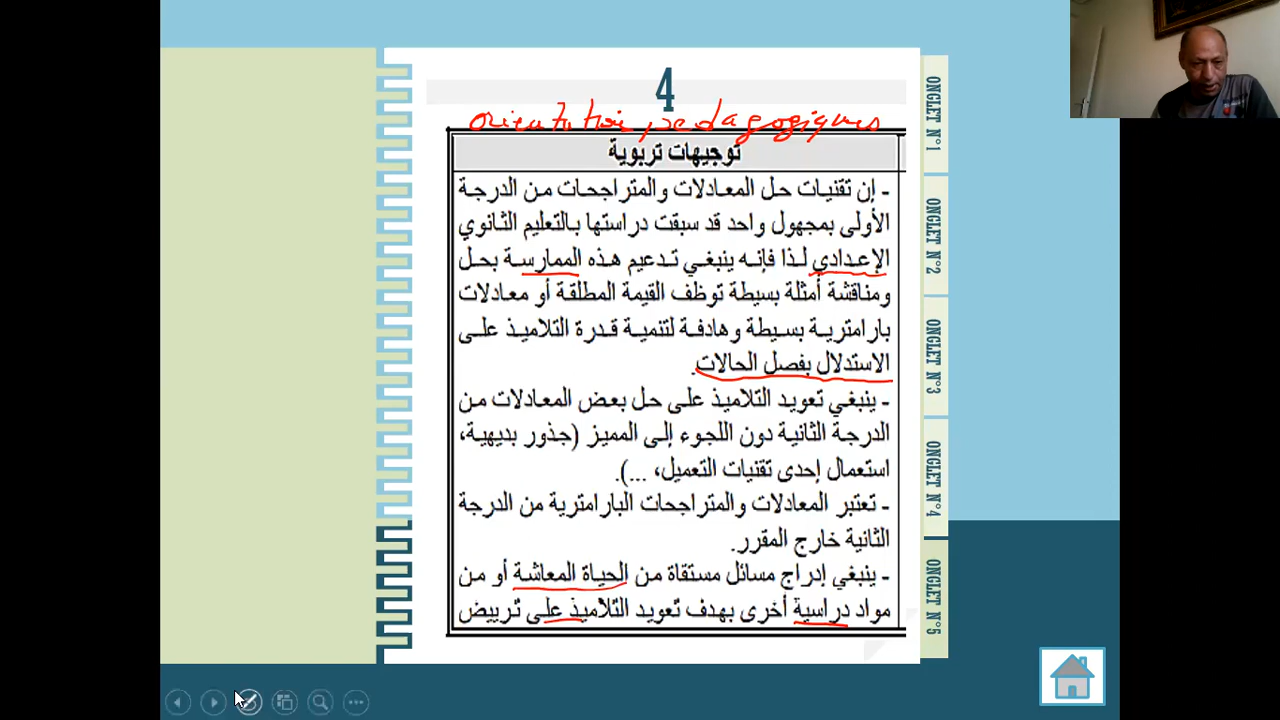 4
orientation pedagogiques
توجيهات تربوية
- إن تقنيات حل المعادلات والمتراجحات من الدرجة
الأولى بمجهول واحد قد سبقت دراستها بالتعليم الثانوي
الإعدادي لذا فإنه ينبغي تدعيم هذه الممارسة بحل
ومناقشة أمثلة بسيطة توظف القيمة المطلقة أو معادلات
بارامترية بسيطة وهادفة لتنمية قدرة التلاميذ على
الاستدلال بفصل الحالات.
- ينبغي تعويد التلاميذ على حل بعض المعادلات من
الدرجة الثانية دون اللجوء إلى المميز (جذور بديهية،
استعمال إحدى تقنيات التعميل، ...).
- تعتبر المعادلات والمتراجحات البارامترية من الدرجة
الثانية خارج المقرر.
- ينبغي إدراج مسائل مستقاة من الحياة المعاشة أو من
مواد دراسية أخرى بهدف تعويد التلاميذ على تربيض
ONGLET N°1
ONGLET N°2
ONGLET N°3
ONGLET N°4
ONGLET N°5